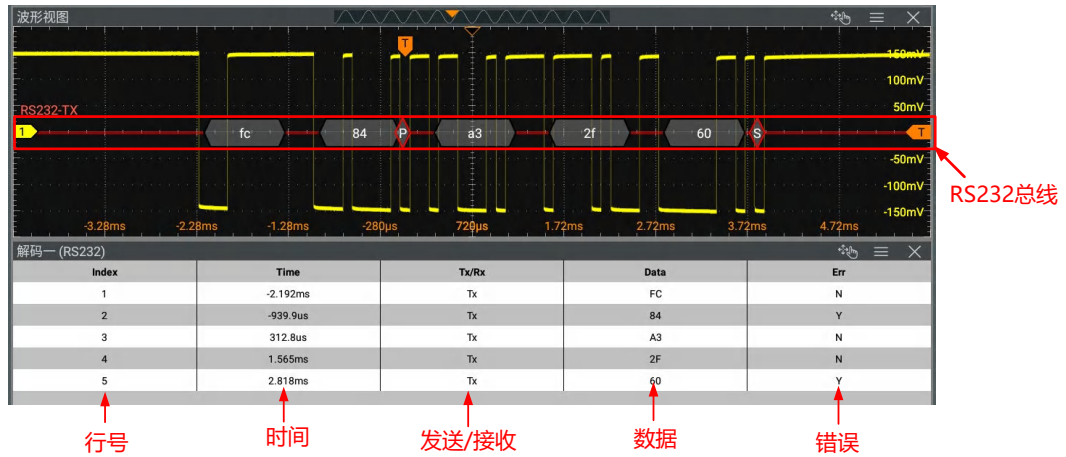 波形视图
T
150mV
100mV
50mV
RS232-TX
1
fc
84
P
a3
2f
60
S
T
-50mV
-100mV
-150mV
RS232总线
-3.28ms -2.28ms -1.28ms -280μs 720μs 1.72ms 2.72ms 3.72ms 4.72ms
解码一 (RS232)
Index Time Tx/Rx Data Err
1 -2.192ms Tx FC N
2 -939.9us Tx 84 Y
3 312.8us Tx A3 N
4 1.565ms Tx 2F N
5 2.818ms Tx 60 Y
行号 时间 发送/接收 数据 错误